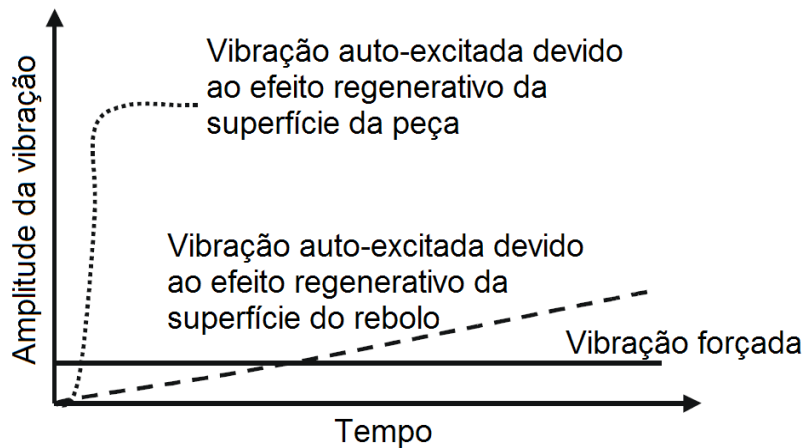 Vibração auto-excitada devido
ao efeito regenerativo da
superfície da peça
Vibração auto-excitada devido
ao efeito regenerativo da
superfície do rebolo
Vibração forçada
Amplitude da vibração
Tempo